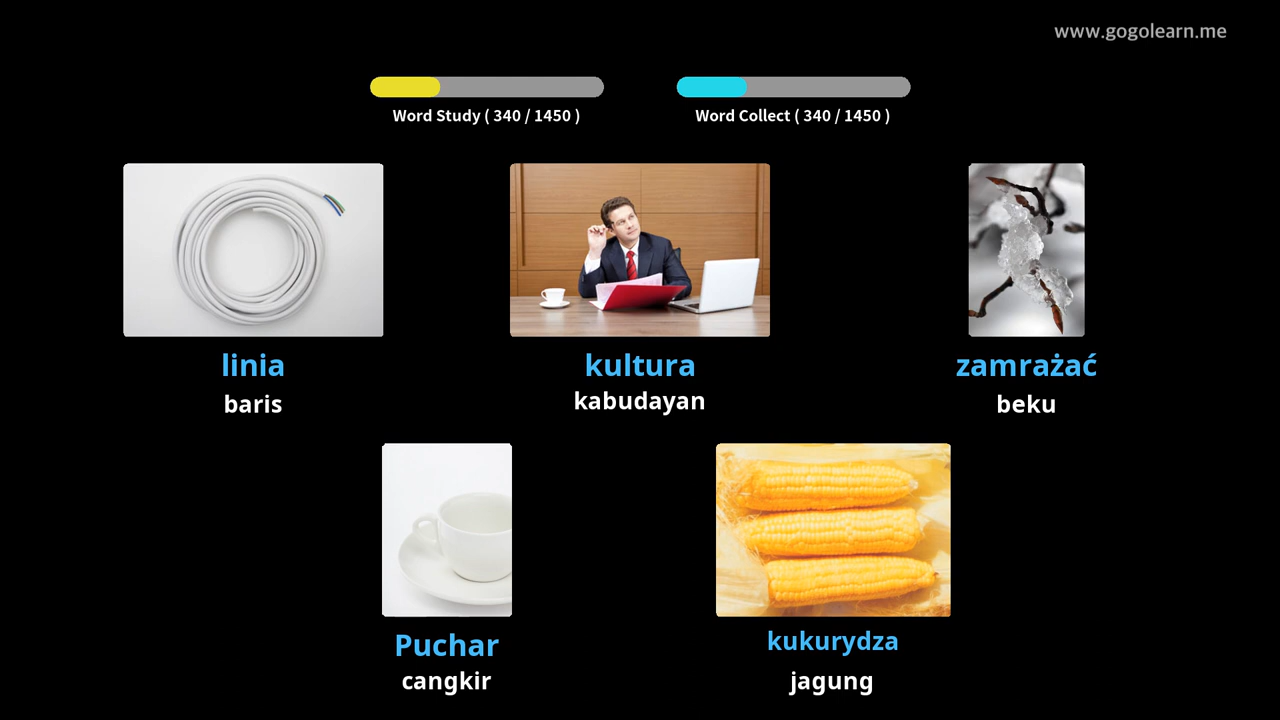 www.gogolearn.me
Word Study ( 340 / 1450 )
Word Collect ( 340 / 1450 )
linia
baris
kultura
kabudayan
zamrażać
beku
Puchar
cangkir
kukurydza
jagung